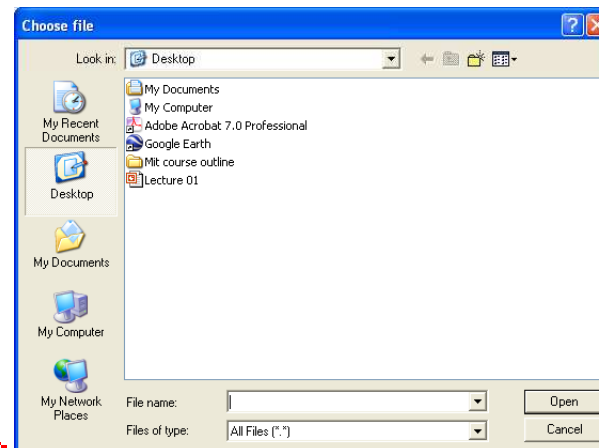 Choose file
Look in:
Desktop
My Documents
My Computer
Adobe Acrobat 7.0 Professional
Google Earth
Mit course outline
Lecture 01
My Recent
Documents
Desktop
My Documents
My Computer
My Network
Places
File name:
Open
Files of type:
All Files (*.*)
Cancel